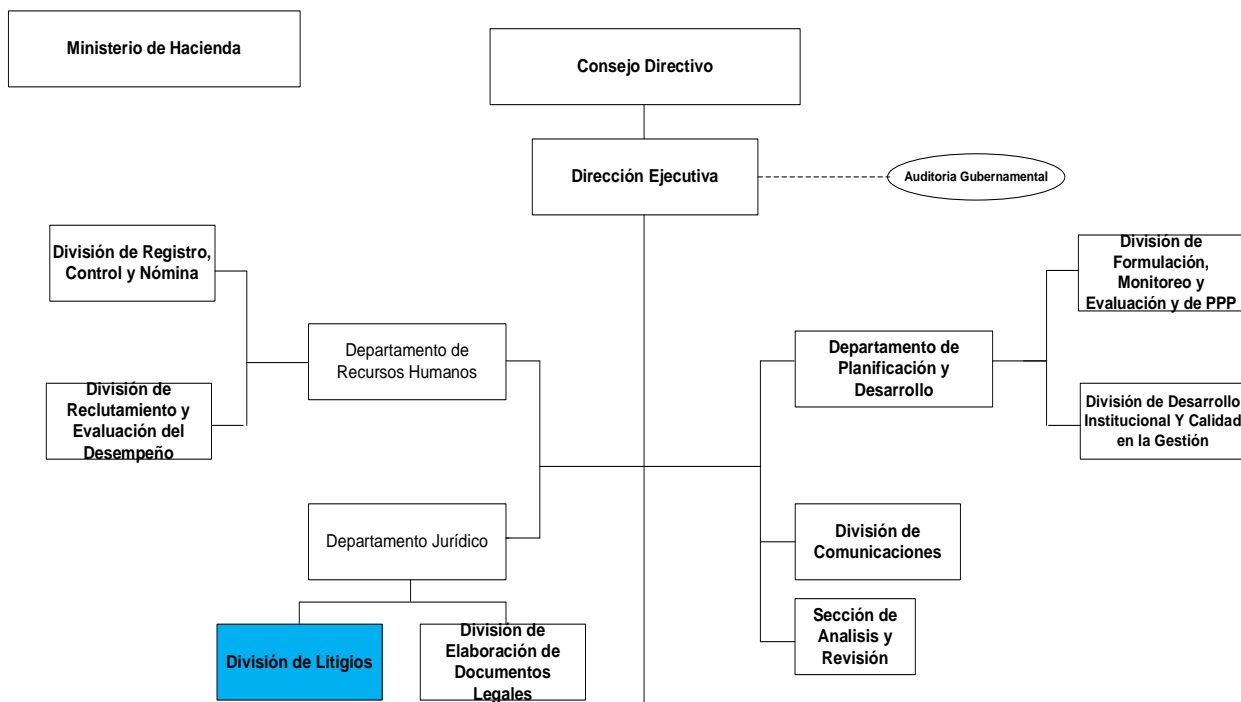 Ministerio de Hacienda
Consejo Directivo
Dirección Ejecutiva
Auditoria Gubernamental
División de Registro,
Control y Nómina
División de
Formulación,
Monitoreo y
Evaluación y de PPP
Departamento de
Recursos Humanos
Departamento de
Planificación y
Desarrollo
División de
Reclutamiento y
Evaluación del
Desempeño
División de Desarrollo
Institucional Y Calidad
en la Gestión
Departamento Jurídico
División de
Comunicaciones
División de Litigios
División de
Elaboración de
Documentos
Legales
Sección de
Analisis y
Revisión